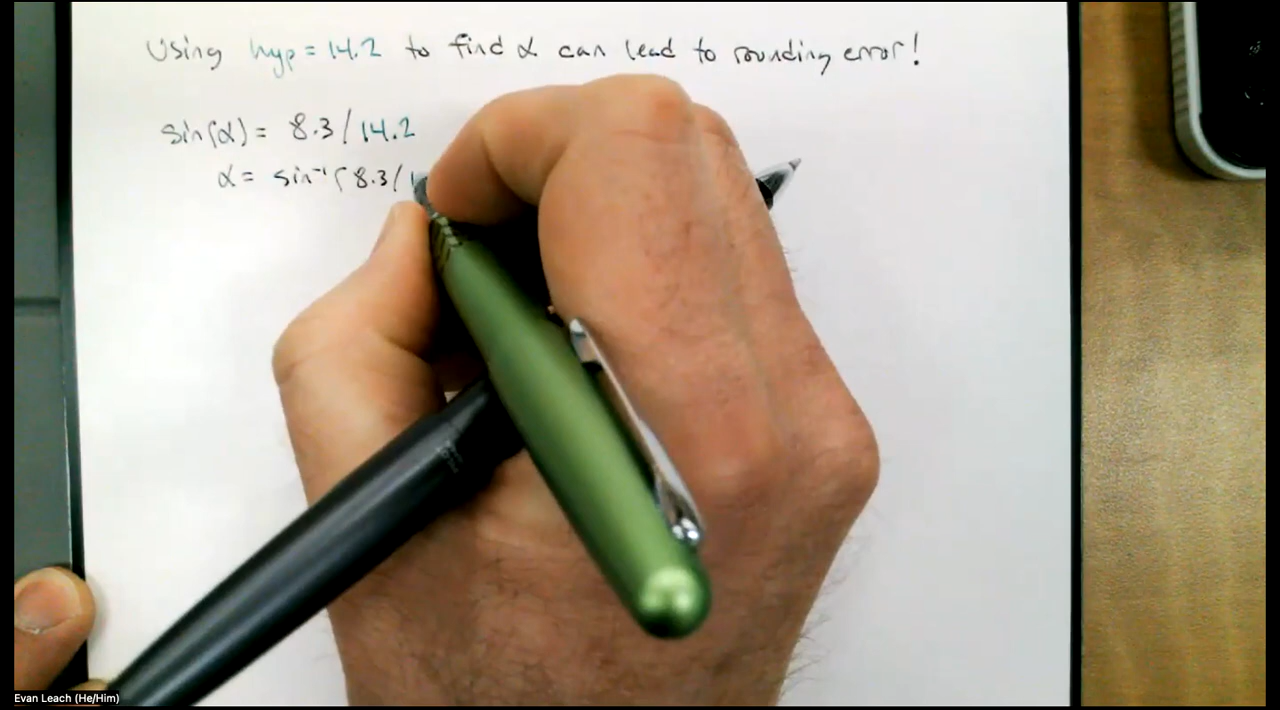 Using hyp = 14.2 to find α can lead to rounding error!
sin(α) = 8.3 / 14.2
α = sin⁻¹(8.3 / 1
Evan Leach (He/Him)